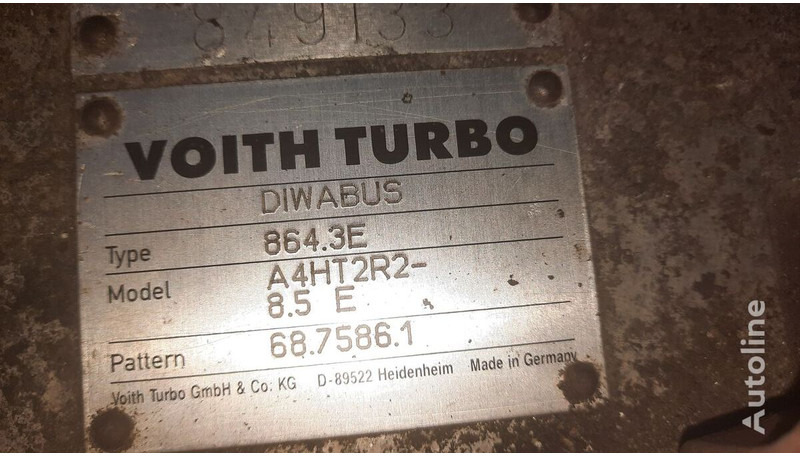 849133
VOITH TURBO
DIWABUS
Type 864.3E
Model A4HT2R2-
8.5 E
Pattern 68.7586.1
Voith Turbo GmbH & Co. KG D-89522 Heidenheim Made in Germany
Autoline